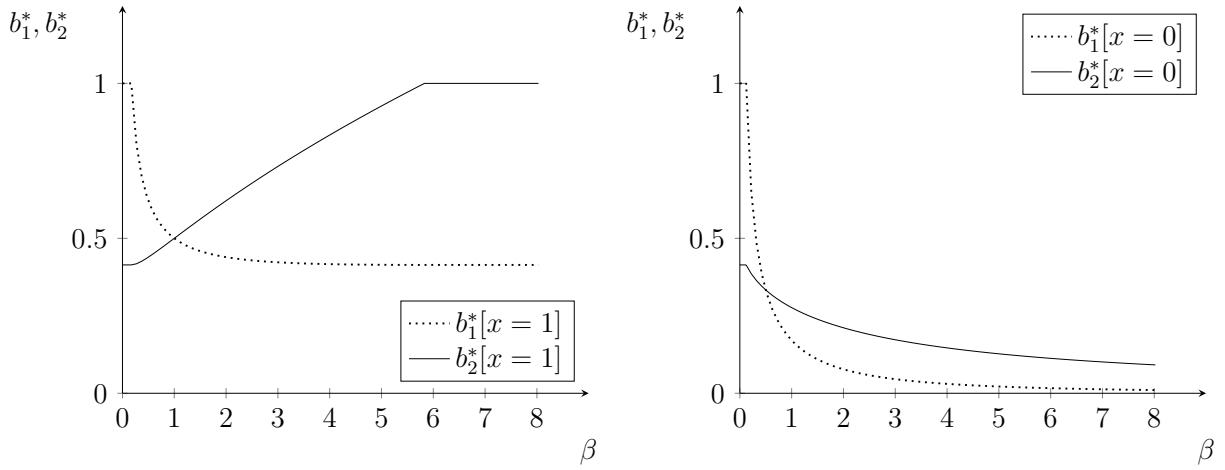 b₁*, b₂*
1
0.5
0
0 1 2 3 4 5 6 7 8
β
b₁*[x = 1]
b₂*[x = 1]
b₁*, b₂*
1
0.5
0
0 1 2 3 4 5 6 7 8
β
b₁*[x = 0]
b₂*[x = 0]